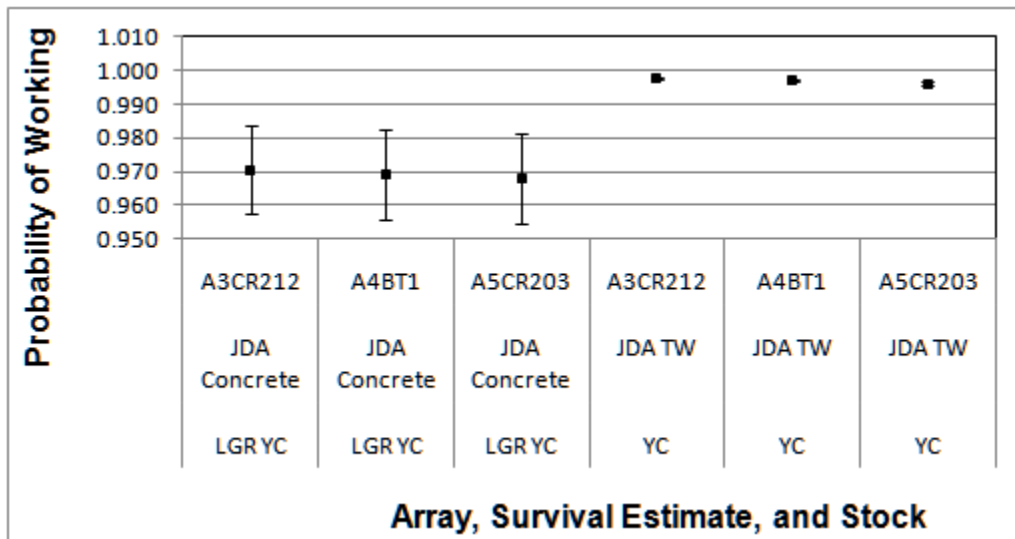 Probability of Working
1.010
1.000
0.990
0.980
0.970
0.960
0.950
A3CR212 A4BT1 A5CR203 A3CR212 A4BT1 A5CR203
JDA JDA JDA JDA TW JDA TW JDA TW
Concrete Concrete Concrete
LGR YC LGR YC LGR YC YC YC YC
Array, Survival Estimate, and Stock